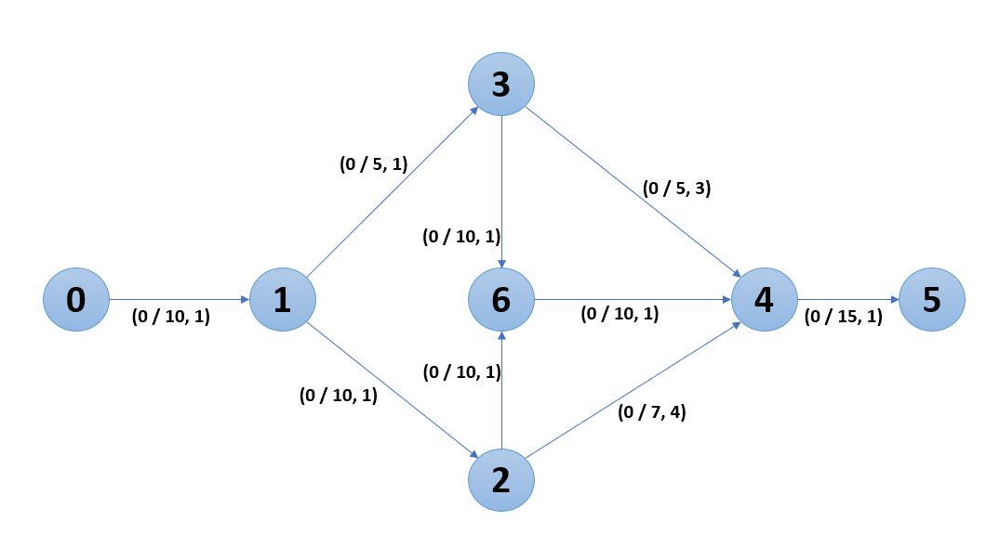 3
(0 / 5, 1)
(0 / 5, 3)
(0 / 10, 1)
0
1
6
4
5
(0 / 10, 1)
(0 / 10, 1)
(0 / 15, 1)
(0 / 10, 1)
(0 / 10, 1)
(0 / 7, 4)
2